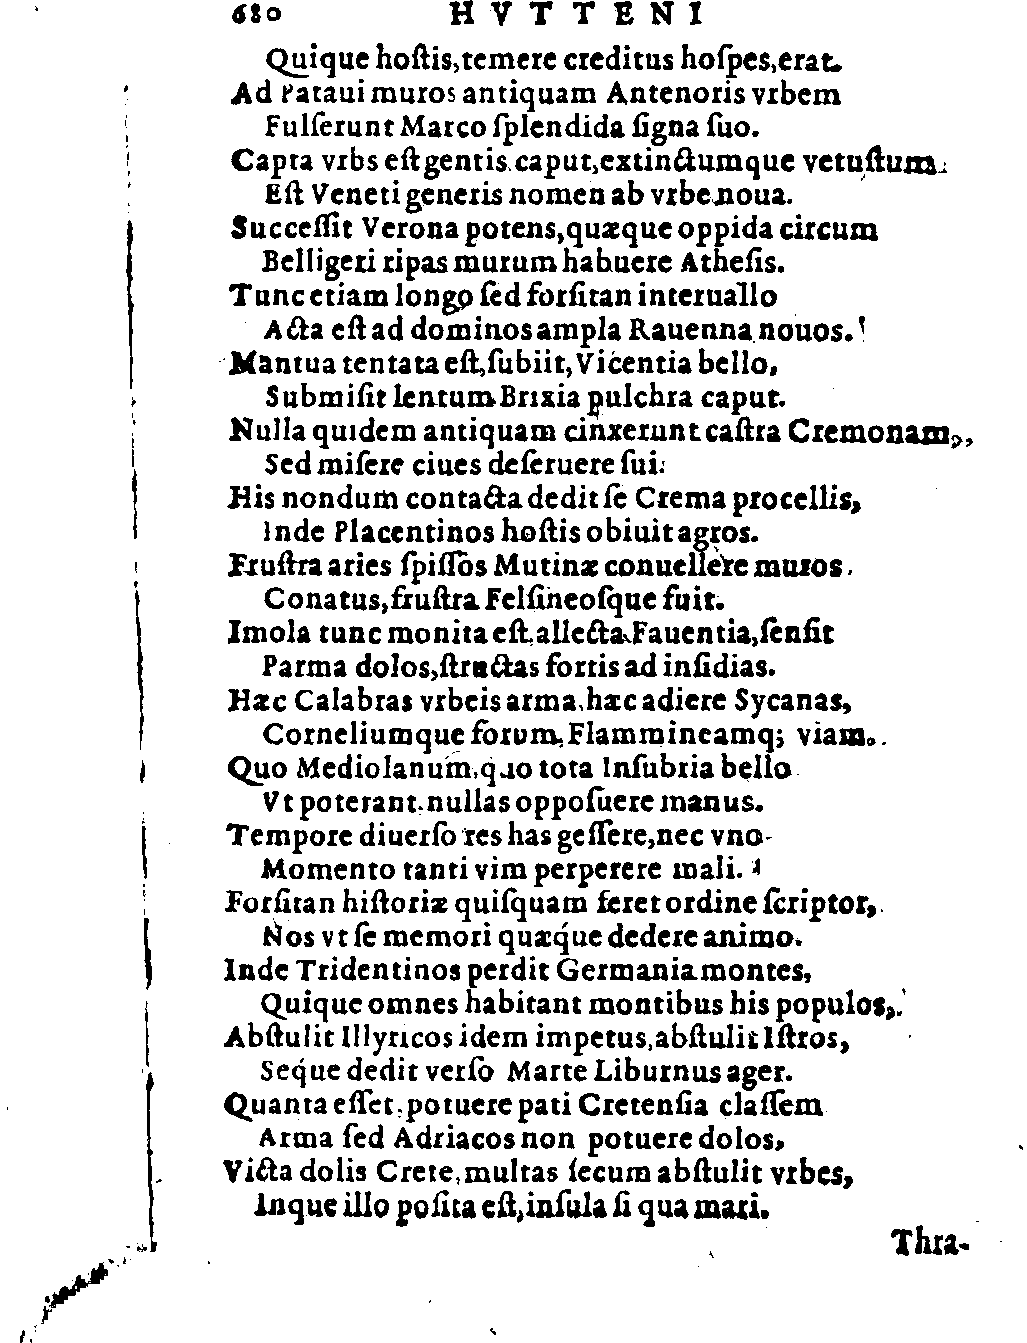 680 HVTTENI
Quique hoſtis,temere creditus hoſpes,erat.
Ad Pataui muros antiquam Antenoris vrbem
Fulſerunt Marco ſplendida ſigna ſuo.
Capta vrbs eſt gentis caput,extinctumque vetuſtum
Eſt Veneti generis nomen ab vrbe noua.
Succeſſit Verona potens,quæque oppida circum
Belligeri ripas murum habuere Atheſis.
Tunc etiam longo ſed forſitan interuallo
Acta eſt ad dominos ampla Rauenna nouos.
Mantua tentata eſt,ſubiit,Vicentia bello,
Submiſit lentum Brixia pulchra caput.
Nulla quidem antiquam cinxerunt caſtra Cremonam,
Sed miſere ciues deſeruere ſui.
His nondum contacta dedit ſe Crema procellis,
Inde Placentinos hoſtis obiuit agros.
Fruſtra aries ſpiſſos Mutinæ conuellere muros
Conatus,fruſtra Felſineoſque fuit.
Imola tunc monita eſt,allecta Fauentia,ſenſit
Parma dolos,ſtructas fortis ad inſidias.
Hæc Calabras vrbeis arma,hæc adiere Sycanas,
Corneliumque forum,Flammineamq; viam.
Quo Mediolanum,quo tota Inſubria bello
Vt poterant,nullas oppoſuere manus.
Tempore diuerſo res has geſſere,nec vno
Momento tanti vim perperere mali.
Forſitan hiſtoriæ quiſquam feret ordine ſcriptor,
Nos vt ſe memori quæq́ue dedere animo.
Inde Tridentinos perdit Germania montes,
Quique omnes habitant montibus his populos,
Abſtulit Illyricos idem impetus,abſtulit Iſtros,
Seq́ue dedit verſo Marte Liburnus ager.
Quanta eſſet,potuere pati Cretenſia claſſem
Arma ſed Adriacos non potuere dolos,
Victa dolis Crete,multas ſecum abſtulit vrbes,
Inque illo poſita eſt,inſula ſi qua mari.
Thra-